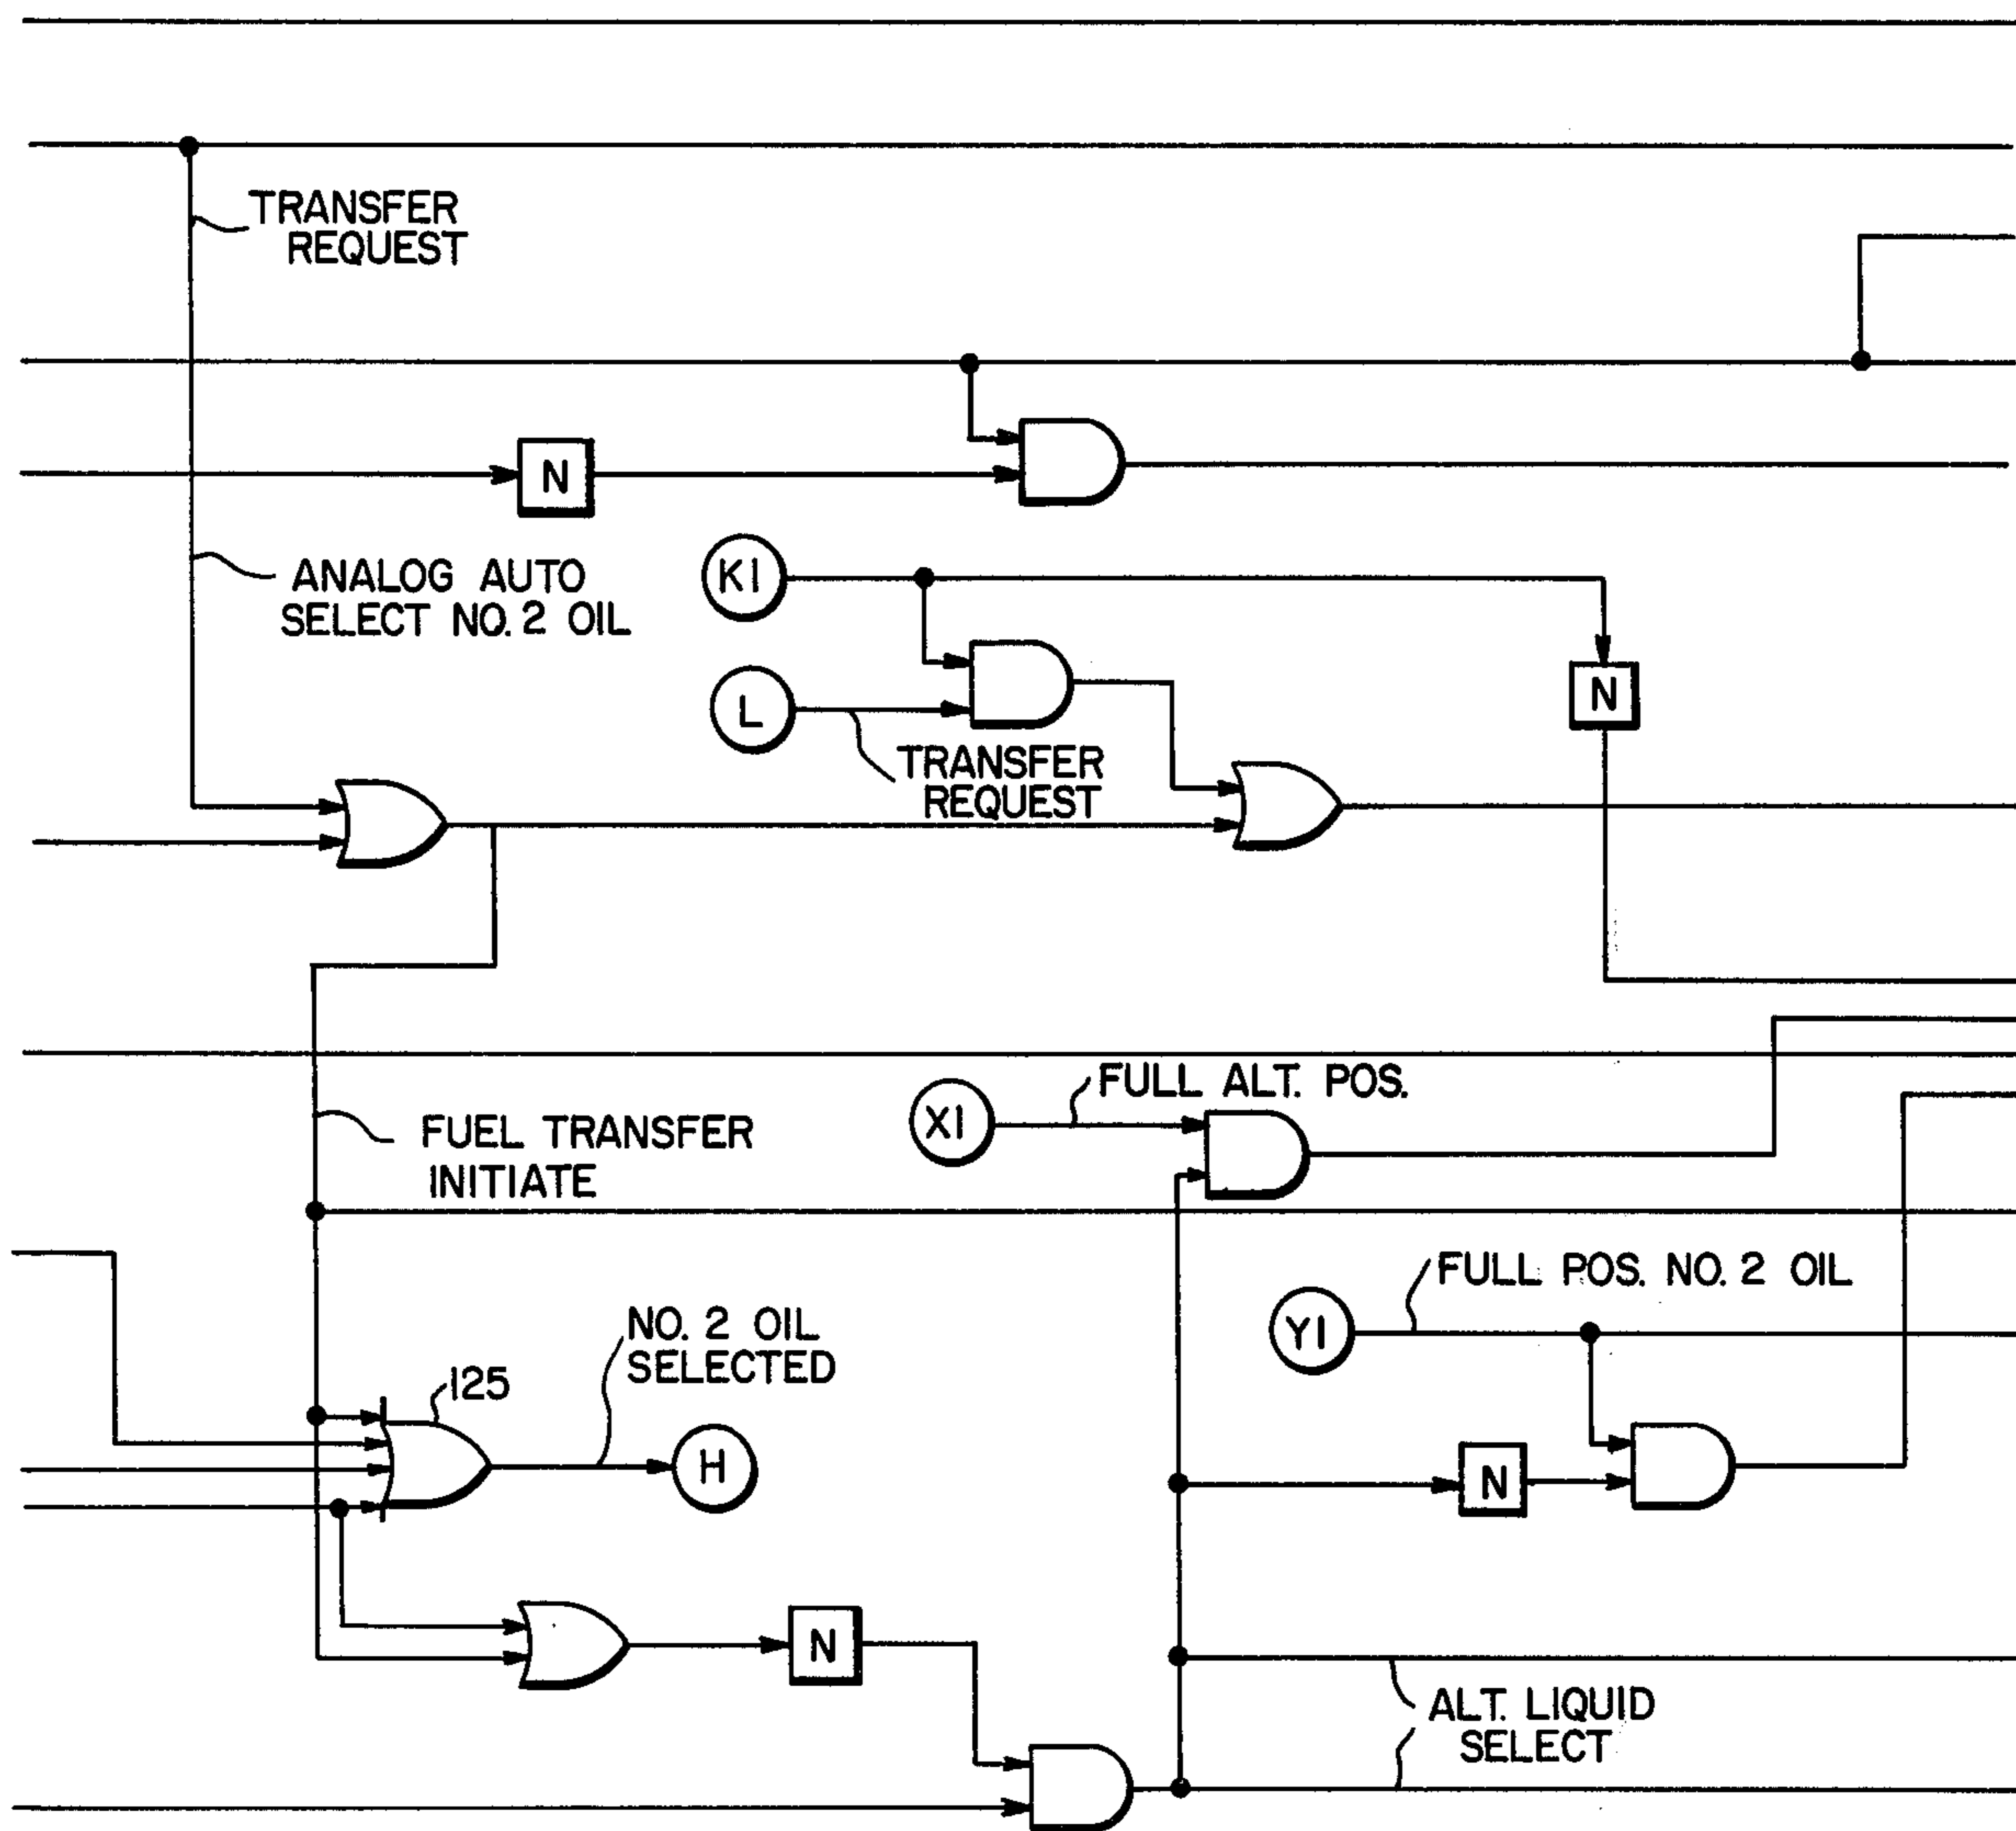 TRANSFER
REQUEST
N
ANALOG AUTO
SELECT NO. 2 OIL
K1
L
N
TRANSFER
REQUEST
FULL ALT. POS.
X1
FUEL TRANSFER
INITIATE
FULL POS. NO. 2 OIL
Y1
NO. 2 OIL
SELECTED
125
H
N
N
ALT. LIQUID
SELECT